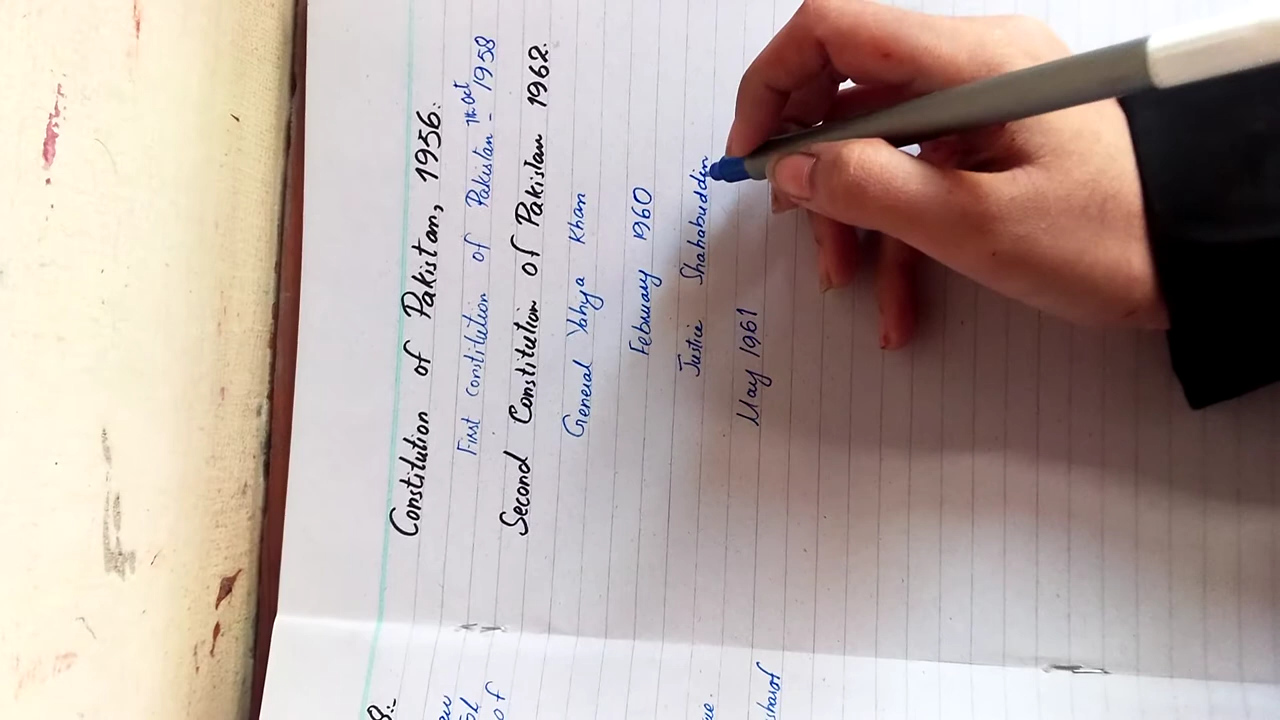 Constitution of Pakistan, 1956.
First constitution of Pakistan 7th Oct - 1958
Second Constitution of Pakistan 1962.
General Yahya Khan
February 1960
Justice Shahabuddin
May 1961
of